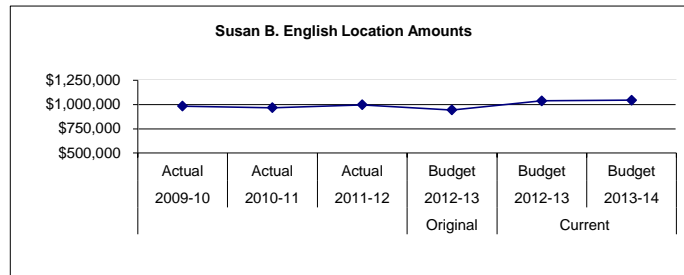 Susan B. English Location Amounts
$1,250,000
$1,000,000
$750,000
$500,000
Actual Actual Actual Budget Budget Budget
2009-10 2010-11 2011-12 2012-13 2012-13 2013-14
Original Current